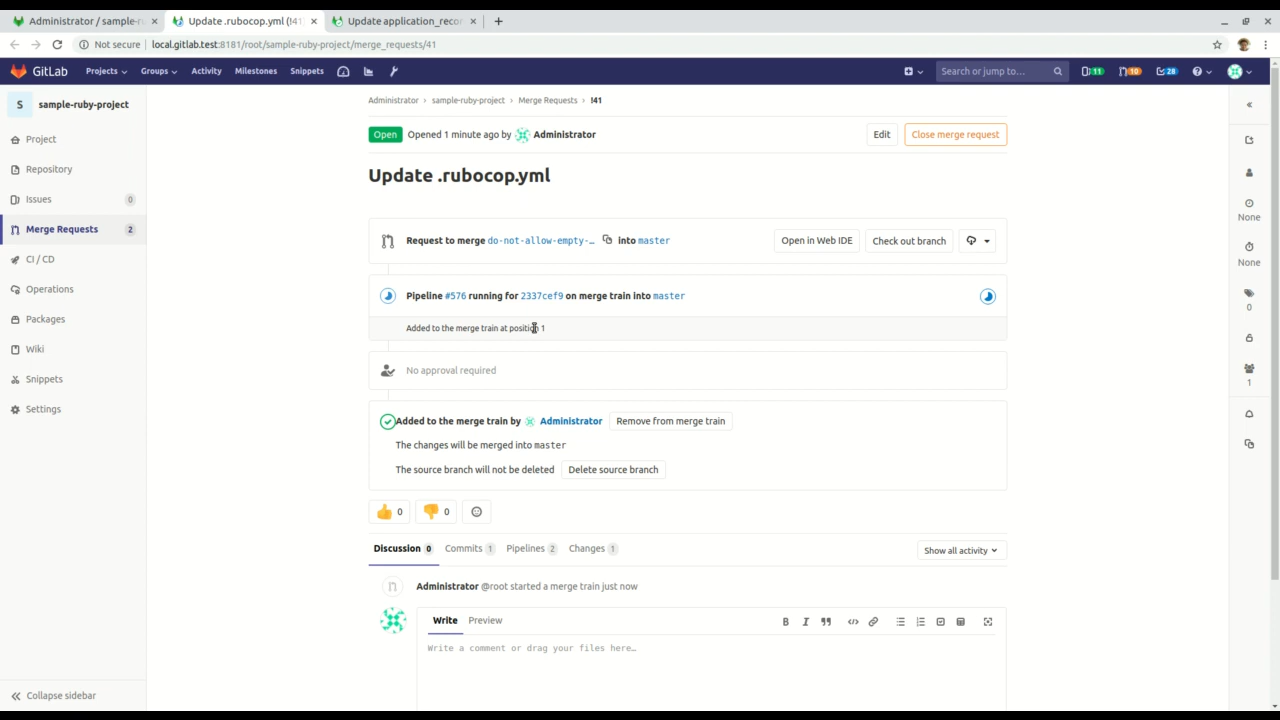 Administrator / sample-ru
Update .rubocop.yml (!41)
Update application_recor
Not secure
local.gitlab.test:8181/root/sample-ruby-project/merge_requests/41
GitLab
Projects
Groups
Activity
Milestones
Snippets
Search or jump to…
11
10
28
S
sample-ruby-project
Project
Repository
Issues
0
Merge Requests
2
CI / CD
Operations
Packages
Wiki
Snippets
Settings
Collapse sidebar
Administrator › sample-ruby-project › Merge Requests › !41
Open
Opened 1 minute ago by Administrator
Edit
Close merge request
Update .rubocop.yml
Request to merge do-not-allow-empty-… into master
Open in Web IDE
Check out branch
Pipeline #576 running for 2337cef9 on merge train into master
Added to the merge train at position 1
No approval required
Added to the merge train by Administrator
Remove from merge train
The changes will be merged into master
The source branch will not be deleted
Delete source branch
👍 0
👎 0
Discussion 0
Commits 1
Pipelines 2
Changes 1
Show all activity
Administrator @root started a merge train just now
Write
Preview
B
I
Write a comment or drag your files here…
None
None
0
1